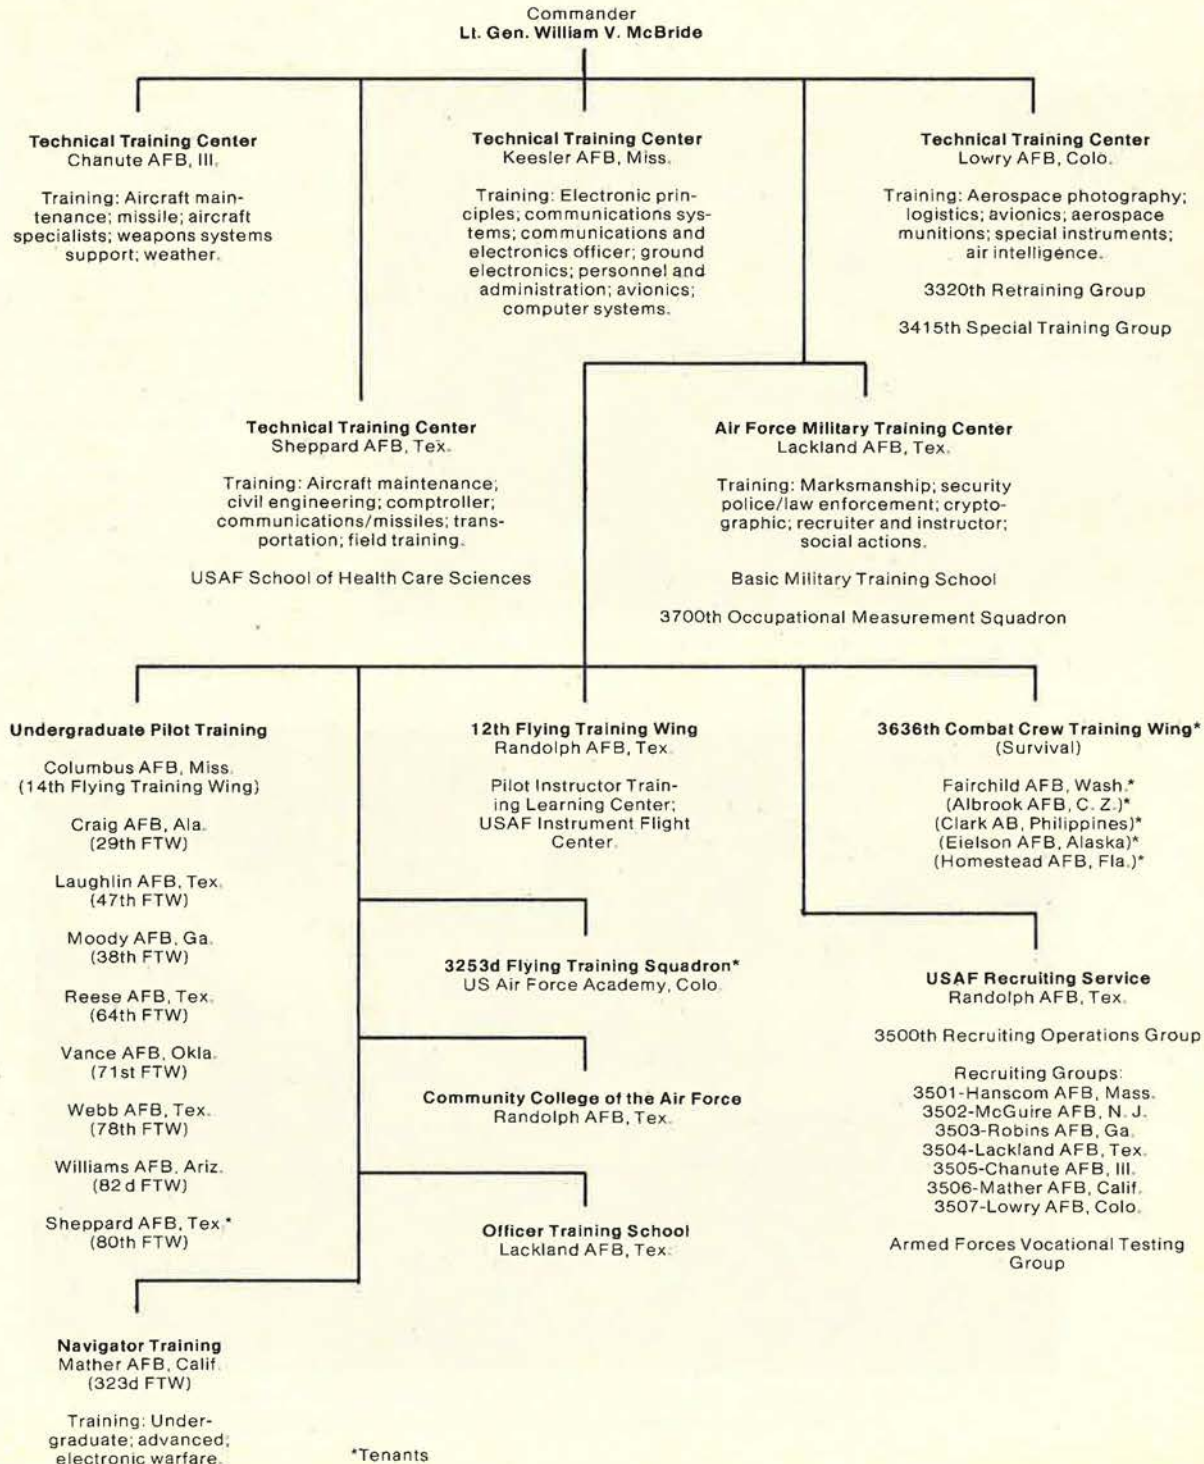 Commander
Lt. Gen. William V. McBride
Technical Training Center
Chanute AFB, Ill.
Training: Aircraft main-
tenance; missile; aircraft
specialists; weapons systems
support; weather.
Technical Training Center
Keesler AFB, Miss.
Training: Electronic prin-
ciples; communications sys-
tems; communications and
electronics officer; ground
electronics; personnel and
administration; avionics;
computer systems.
Technical Training Center
Lowry AFB, Colo.
Training: Aerospace photography;
logistics; avionics; aerospace
munitions; special instruments;
air intelligence.
3320th Retraining Group
3415th Special Training Group
Technical Training Center
Sheppard AFB, Tex.
Training: Aircraft maintenance;
civil engineering; comptroller;
communications/missiles; trans-
portation; field training.
USAF School of Health Care Sciences
Air Force Military Training Center
Lackland AFB, Tex.
Training: Marksmanship; security
police/law enforcement; crypto-
graphic; recruiter and instructor;
social actions.
Basic Military Training School
3700th Occupational Measurement Squadron
Undergraduate Pilot Training
Columbus AFB, Miss.
(14th Flying Training Wing)
Craig AFB, Ala.
(29th FTW)
Laughlin AFB, Tex.
(47th FTW)
Moody AFB, Ga.
(38th FTW)
Reese AFB, Tex.
(64th FTW)
Vance AFB, Okla.
(71st FTW)
Webb AFB, Tex.
(78th FTW)
Williams AFB, Ariz.
(82d FTW)
Sheppard AFB, Tex.*
(80th FTW)
Navigator Training
Mather AFB, Calif.
(323d FTW)
Training: Under-
graduate; advanced;
electronic warfare.
12th Flying Training Wing
Randolph AFB, Tex.
Pilot Instructor Train-
ing Learning Center;
USAF Instrument Flight
Center.
3253d Flying Training Squadron*
US Air Force Academy, Colo.
Community College of the Air Force
Randolph AFB, Tex.
Officer Training School
Lackland AFB, Tex.
3636th Combat Crew Training Wing*
(Survival)
Fairchild AFB, Wash.*
(Albrook AFB, C. Z.)*
(Clark AB, Philippines)*
(Eielson AFB, Alaska)*
(Homestead AFB, Fla.)*
USAF Recruiting Service
Randolph AFB, Tex.
3500th Recruiting Operations Group
Recruiting Groups:
3501-Hanscom AFB, Mass.
3502-McGuire AFB, N. J.
3503-Robins AFB, Ga.
3504-Lackland AFB, Tex.
3505-Chanute AFB, Ill.
3506-Mather AFB, Calif.
3507-Lowry AFB, Colo.
Armed Forces Vocational Testing
Group
*Tenants